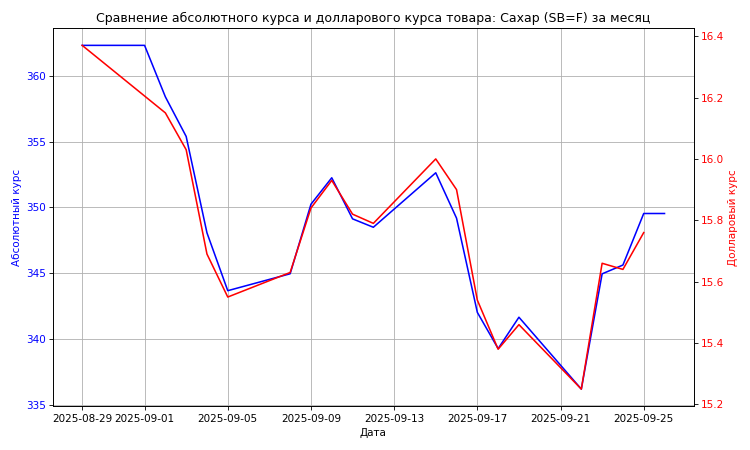 Сравнение абсолютного курса и долларового курса товара: Сахар (SB=F) за месяц
Абсолютный курс
360
355
350
345
340
335
16.4
16.2
16.0
15.8
15.6
15.4
15.2
Долларовый курс
2025-08-29 2025-09-01 2025-09-05 2025-09-09 2025-09-13 2025-09-17 2025-09-21 2025-09-25
Дата